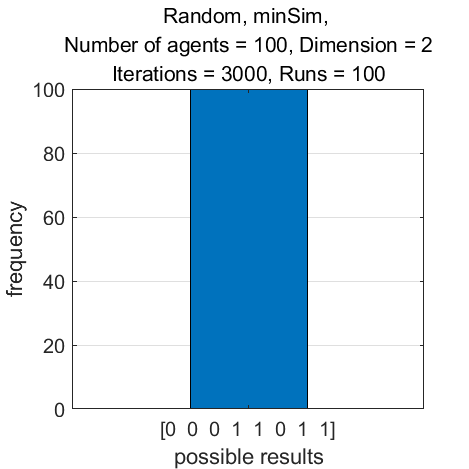 Random, minSim,
Number of agents = 100, Dimension = 2
Iterations = 3000, Runs = 100
100
80
60
40
20
0
frequency
[0 0 0 1 1 0 1 1]
possible results